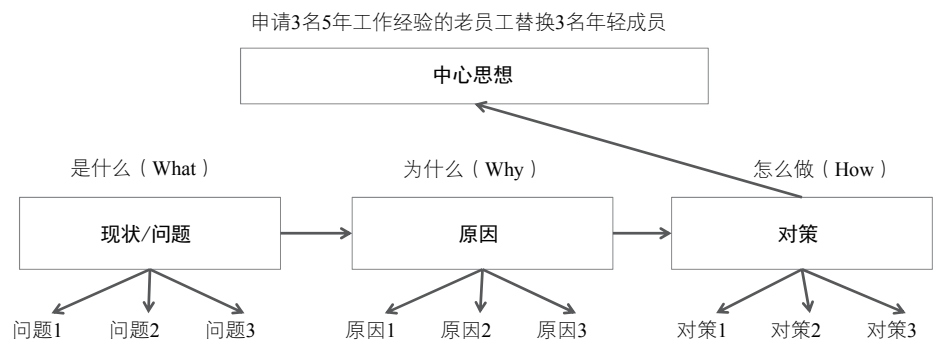 申请3名5年工作经验的老员工替换3名年轻成员
中心思想
是什么（What） 为什么（Why） 怎么做（How）
现状/问题 原因 对策
问题1 问题2 问题3 原因1 原因2 原因3 对策1 对策2 对策3